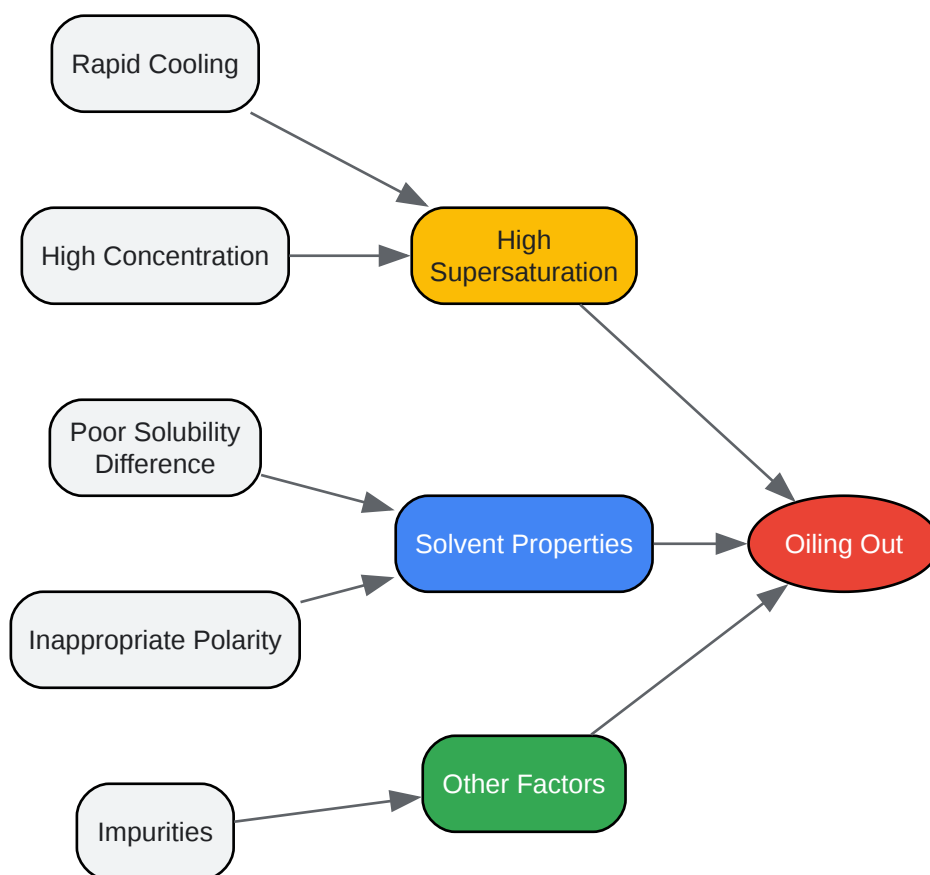 Rapid Cooling
High Concentration
High
Supersaturation
Poor Solubility
Difference
Solvent Properties
Oiling Out
Inappropriate Polarity
Other Factors
Impurities